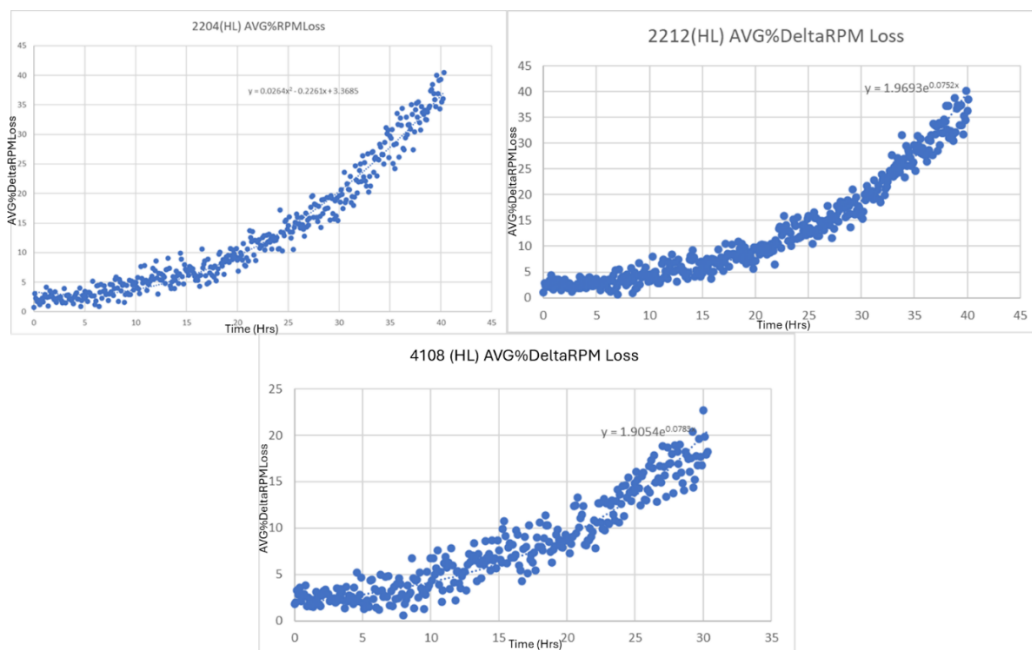 2204(HL) AVG%RPMLoss
AVG%DeltaRPMLoss
45
40
35
30
25
20
15
10
5
0
y = 0.0264x² - 0.2261x + 3.3685
0 5 10 15 20 25 30 35 40 45
Time (Hrs)
2212(HL) AVG%DeltaRPM Loss
AVG%DeltaRPMLoss
45
40
35
30
25
20
15
10
5
0
y = 1.9693e^0.0752x
0 5 10 15 20 25 30 35 40 45
Time (Hrs)
4108 (HL) AVG%DeltaRPM Loss
AVG%DeltaRPMLoss
25
20
15
10
5
0
y = 1.9054e^0.0783x
0 5 10 15 20 25 30 35
Time (Hrs)